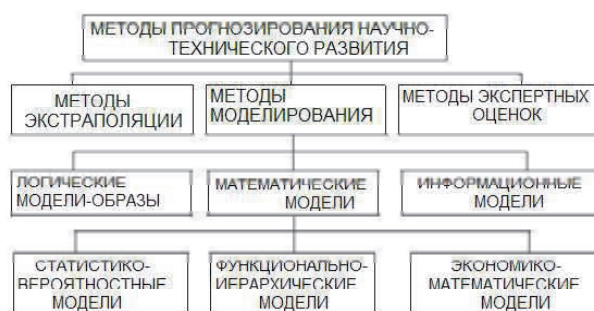 МЕТОДЫ ПРОГНОЗИРОВАНИЯ НАУЧНО-
ТЕХНИЧЕСКОГО РАЗВИТИЯ
МЕТОДЫ
ЭКСТРАПОЛЯЦИИ
МЕТОДЫ
МОДЕЛИРОВАНИЯ
МЕТОДЫ ЭКСПЕРТНЫХ
ОЦЕНОК
ЛОГИЧЕСКИЕ
МОДЕЛИ-ОБРАЗЫ
МАТЕМАТИЧЕСКИЕ
МОДЕЛИ
ИНФОРМАЦИОННЫЕ
МОДЕЛИ
СТАТИСТИКО-
ВЕРОЯТНОСТНЫЕ
МОДЕЛИ
ФУНКЦИОНАЛЬНО-
ИЕРАРХИЧЕСКИЕ
МОДЕЛИ
ЭКОНОМИКО-
МАТЕМАТИЧЕСКИЕ
МОДЕЛИ